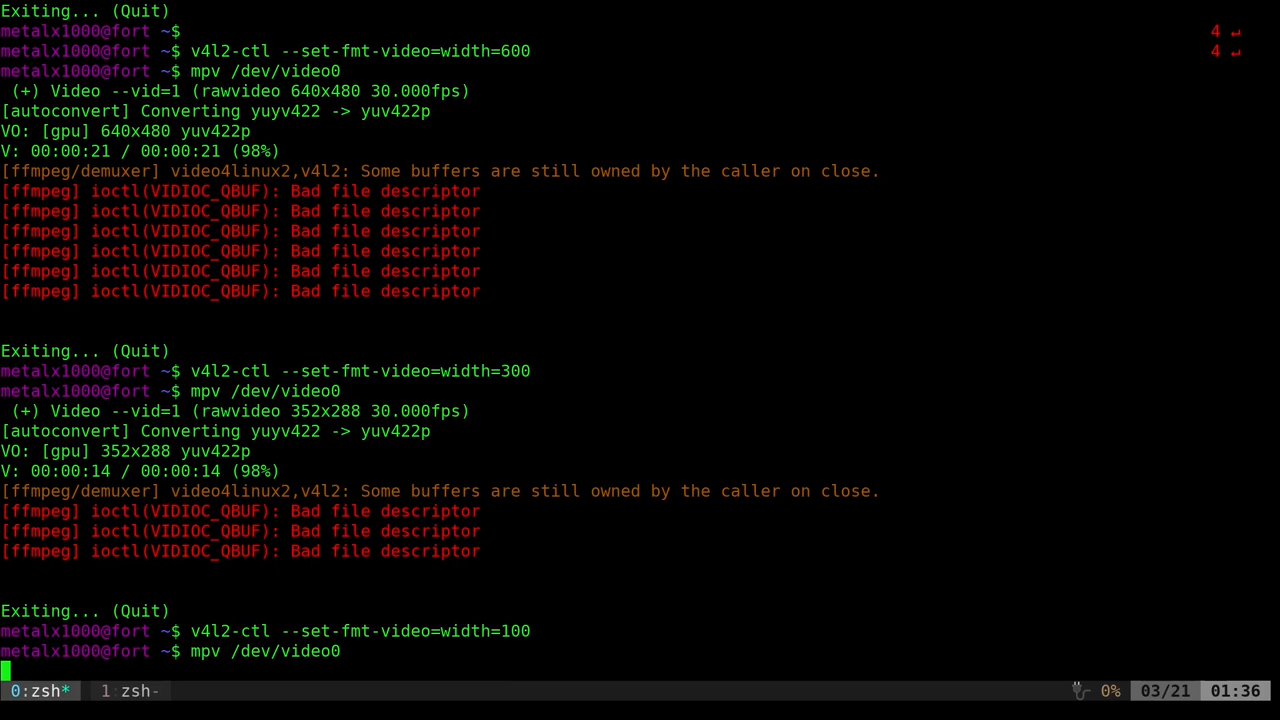 Exiting... (Quit)
metalx1000@fort ~$ 4 ↵
metalx1000@fort ~$ v4l2-ctl --set-fmt-video=width=600 4 ↵
metalx1000@fort ~$ mpv /dev/video0
(+) Video --vid=1 (rawvideo 640x480 30.000fps)
[autoconvert] Converting yuyv422 -> yuv422p
VO: [gpu] 640x480 yuv422p
V: 00:00:21 / 00:00:21 (98%)
[ffmpeg/demuxer] video4linux2,v4l2: Some buffers are still owned by the caller on close.
[ffmpeg] ioctl(VIDIOC_QBUF): Bad file descriptor
[ffmpeg] ioctl(VIDIOC_QBUF): Bad file descriptor
[ffmpeg] ioctl(VIDIOC_QBUF): Bad file descriptor
[ffmpeg] ioctl(VIDIOC_QBUF): Bad file descriptor
[ffmpeg] ioctl(VIDIOC_QBUF): Bad file descriptor
[ffmpeg] ioctl(VIDIOC_QBUF): Bad file descriptor
Exiting... (Quit)
metalx1000@fort ~$ v4l2-ctl --set-fmt-video=width=300
metalx1000@fort ~$ mpv /dev/video0
(+) Video --vid=1 (rawvideo 352x288 30.000fps)
[autoconvert] Converting yuyv422 -> yuv422p
VO: [gpu] 352x288 yuv422p
V: 00:00:14 / 00:00:14 (98%)
[ffmpeg/demuxer] video4linux2,v4l2: Some buffers are still owned by the caller on close.
[ffmpeg] ioctl(VIDIOC_QBUF): Bad file descriptor
[ffmpeg] ioctl(VIDIOC_QBUF): Bad file descriptor
[ffmpeg] ioctl(VIDIOC_QBUF): Bad file descriptor
Exiting... (Quit)
metalx1000@fort ~$ v4l2-ctl --set-fmt-video=width=100
metalx1000@fort ~$ mpv /dev/video0
0:zsh* 1:zsh- 0% 03/21 01:36